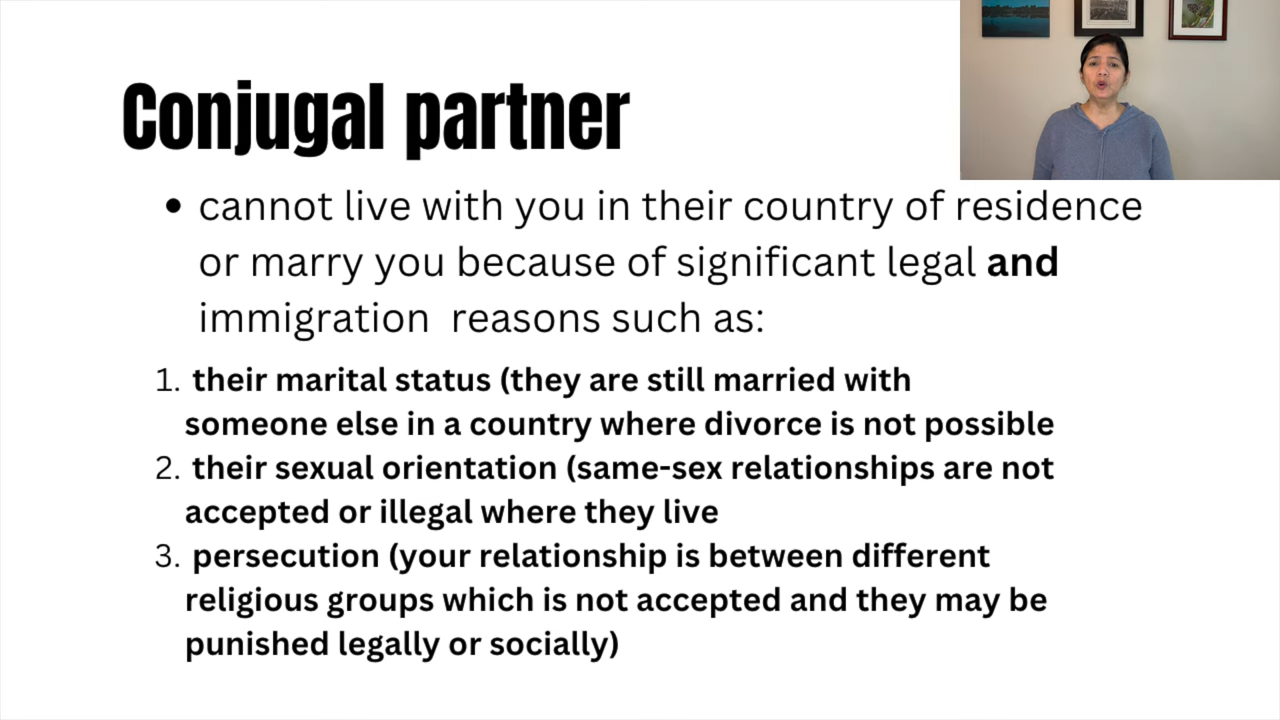 Conjugal partner
• cannot live with you in their country of residence
or marry you because of significant legal and
immigration reasons such as:
1. their marital status (they are still married with
someone else in a country where divorce is not possible
2. their sexual orientation (same-sex relationships are not
accepted or illegal where they live
3. persecution (your relationship is between different
religious groups which is not accepted and they may be
punished legally or socially)